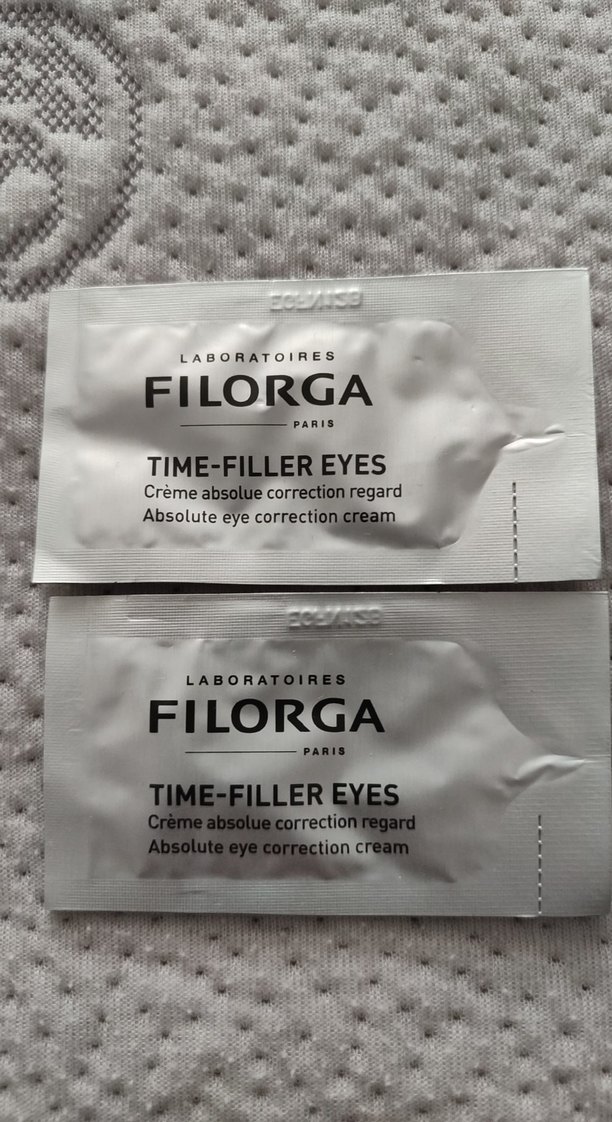 LABORATOIRES
FILORGA
PARIS
TIME-FILLER EYES
Crème absolue correction regard
Absolute eye correction cream
LABORATOIRES
FILORGA
PARIS
TIME-FILLER EYES
Crème absolue correction regard
Absolute eye correction cream